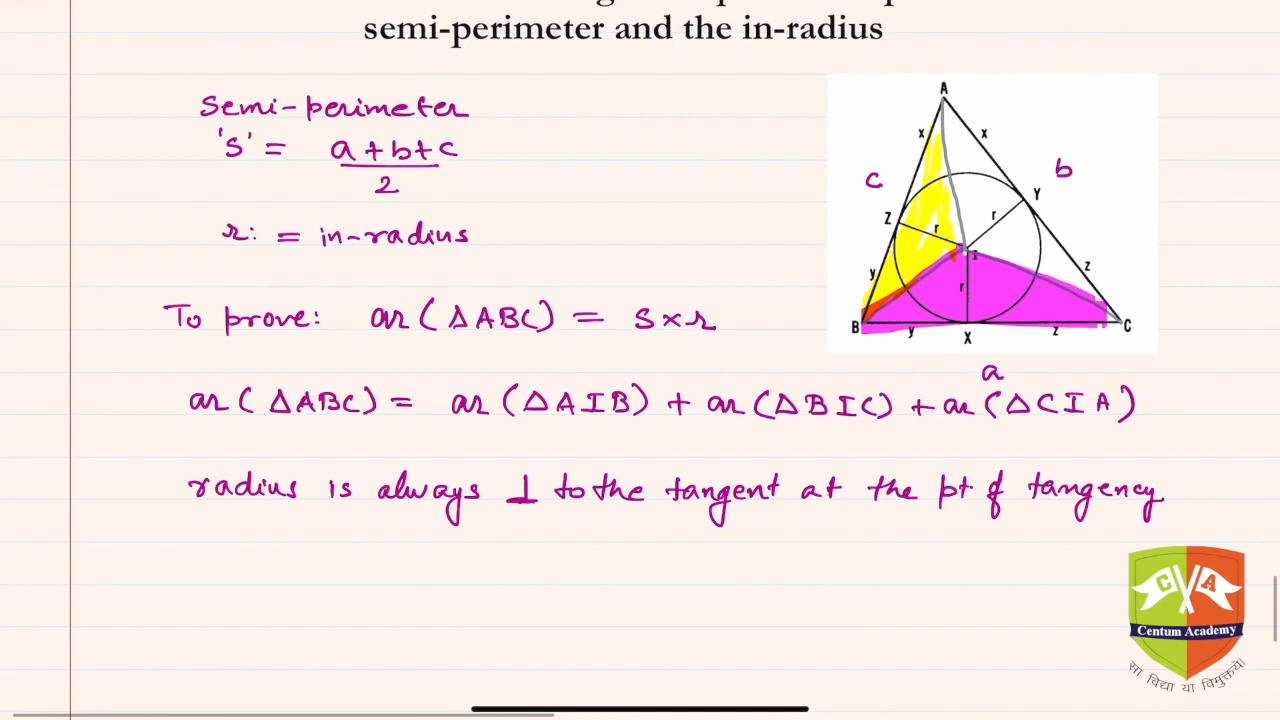 semi-perimeter and the in-radius
Semi-perimeter
's' = a+b+c
2
r: = in-radius
To prove: ar(ΔABC) = s×r
ar(ΔABC) = ar(ΔAIB) + ar(ΔBIC) + ar(ΔCIA)
radius is always ⊥ to the tangent at the pt of tangency
A
x x
c b
Z Y
r r
I
y r z
B y X z C
a
C A
Centum Academy
सा विद्या या विमुक्तये।